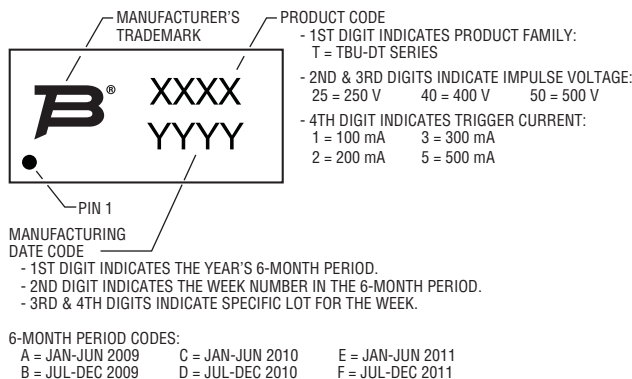 MANUFACTURER'S
TRADEMARK
PRODUCT CODE
- 1ST DIGIT INDICATES PRODUCT FAMILY:
T = TBU-DT SERIES
- 2ND & 3RD DIGITS INDICATE IMPULSE VOLTAGE:
25 = 250 V 40 = 400 V 50 = 500 V
- 4TH DIGIT INDICATES TRIGGER CURRENT:
1 = 100 mA 3 = 300 mA
2 = 200 mA 5 = 500 mA
B®
XXXX
YYYY
PIN 1
MANUFACTURING
DATE CODE
- 1ST DIGIT INDICATES THE YEAR'S 6-MONTH PERIOD.
- 2ND DIGIT INDICATES THE WEEK NUMBER IN THE 6-MONTH PERIOD.
- 3RD & 4TH DIGITS INDICATE SPECIFIC LOT FOR THE WEEK.
6-MONTH PERIOD CODES:
A = JAN-JUN 2009 C = JAN-JUN 2010 E = JAN-JUN 2011
B = JUL-DEC 2009 D = JUL-DEC 2010 F = JUL-DEC 2011